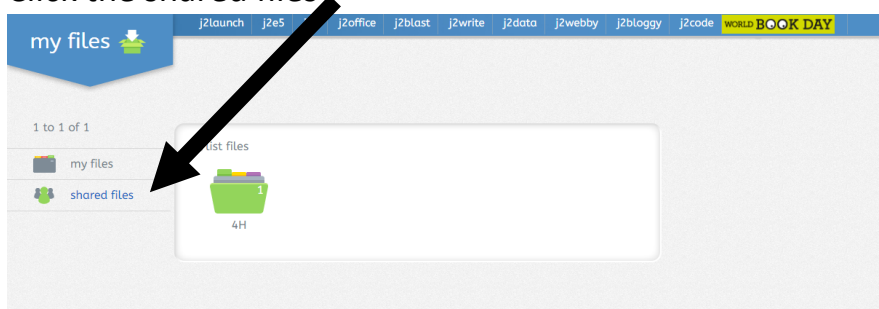 j2launch j2e5 j2office j2blast j2write j2data j2webby j2bloggy j2code WORLD BOOK DAY
my files
1 to 1 of 1
list files
my files
1
shared files
4H